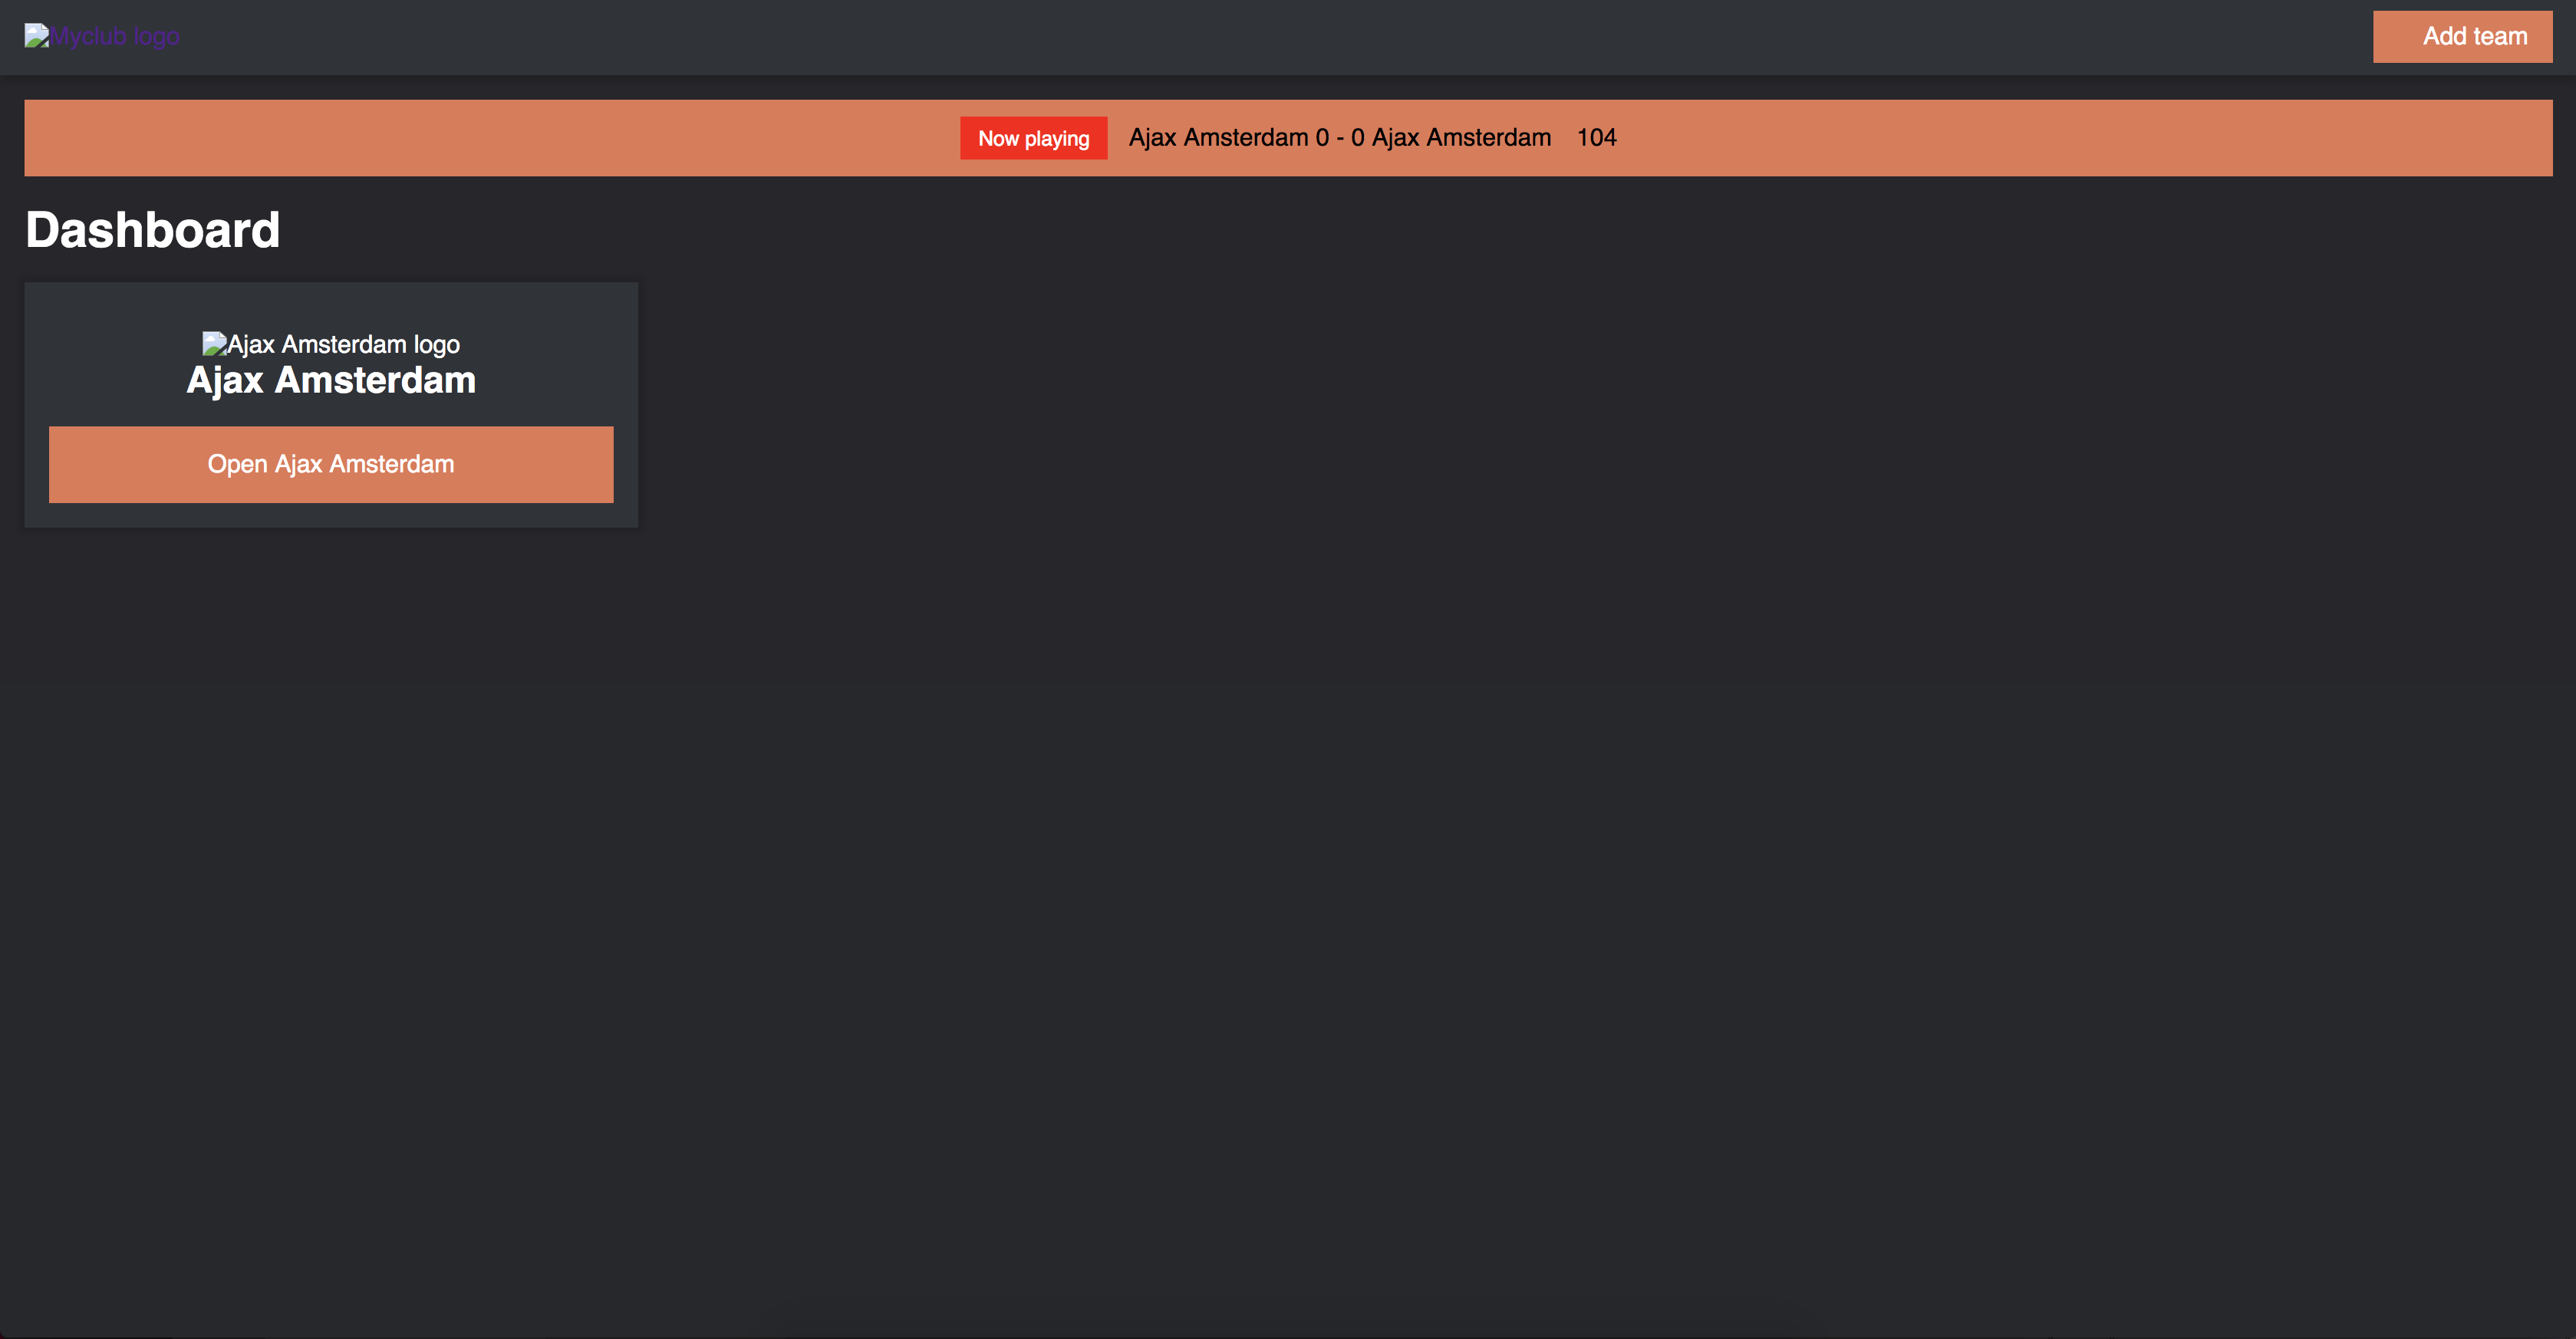 Myclub logo
Add team
Now playing Ajax Amsterdam 0 - 0 Ajax Amsterdam 104
Dashboard
Ajax Amsterdam logo
Ajax Amsterdam
Open Ajax Amsterdam